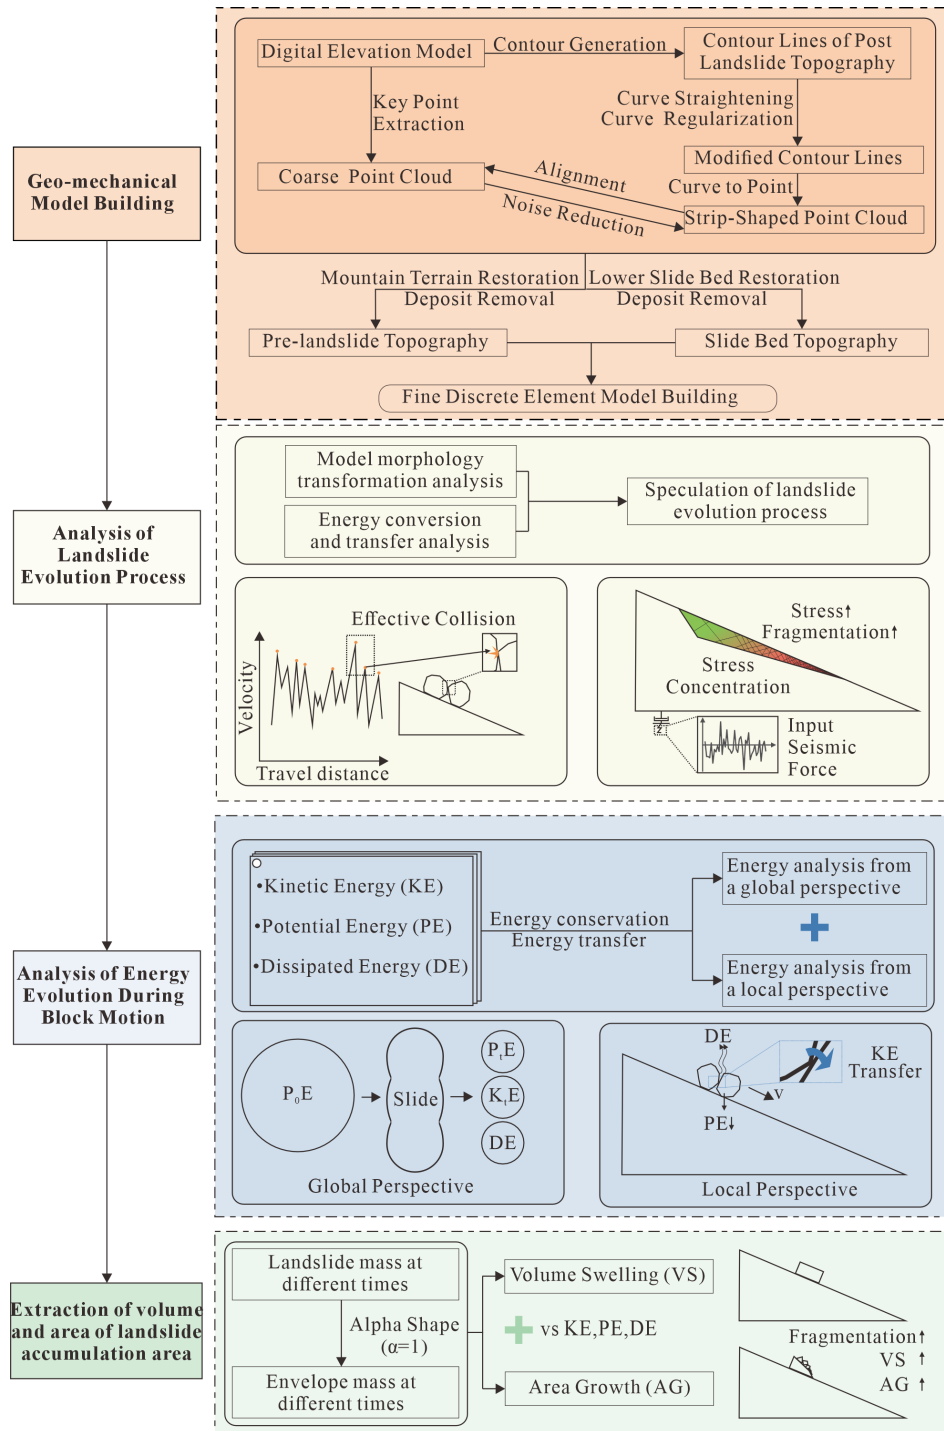 Geo-mechanical
Model Building
Digital Elevation Model
Contour Generation
Contour Lines of Post
Landslide Topography
Key Point
Extraction
Curve Straightening
Curve Regularization
Coarse Point Cloud
Alignment
Noise Reduction
Modified Contour Lines
Curve to Point
Strip-Shaped Point Cloud
Mountain Terrain Restoration
Deposit Removal
Lower Slide Bed Restoration
Deposit Removal
Pre-landslide Topography
Slide Bed Topography
Fine Discrete Element Model Building
Analysis of
Landslide
Evolution Process
Model morphology
transformation analysis
Energy conversion
and transfer analysis
Speculation of landslide
evolution process
Effective Collision
Velocity
Travel distance
Stress↑
Fragmentation↑
Stress
Concentration
Input
Seismic
Force
Analysis of Energy
Evolution During
Block Motion
•Kinetic Energy (KE)
•Potential Energy (PE)
•Dissipated Energy (DE)
Energy conservation
Energy transfer
Energy analysis from
a global perspective
Energy analysis from
a local perspective
P₀E
Slide
PₜE
KₜE
DE
Global Perspective
DE
KE
Transfer
v
PE↓
Local Perspective
Extraction of volume
and area of landslide
accumulation area
Landslide mass at
different times
Alpha Shape
(α=1)
Envelope mass at
different times
Volume Swelling (VS)
vs KE,PE,DE
Area Growth (AG)
Fragmentation↑
VS ↑
AG ↑